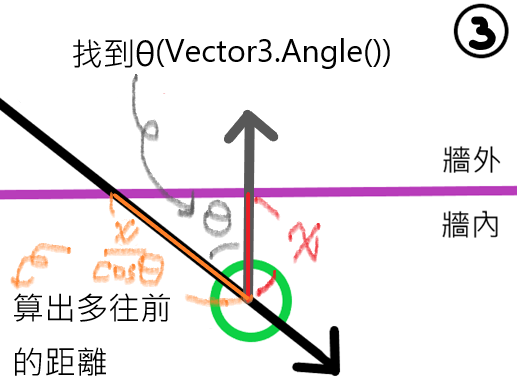 ③
找到θ(Vector3.Angle())
牆外
牆內
θ
x
x/cosθ
算出多往前
的距離